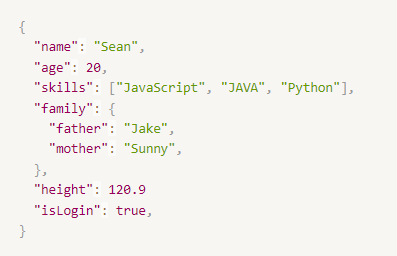 {
  "name": "Sean",
  "age": 20,
  "skills": ["JavaScript", "JAVA", "Python"],
  "family": {
    "father": "Jake",
    "mother": "Sunny",
  },
  "height": 120.9
  "isLogin": true,
}